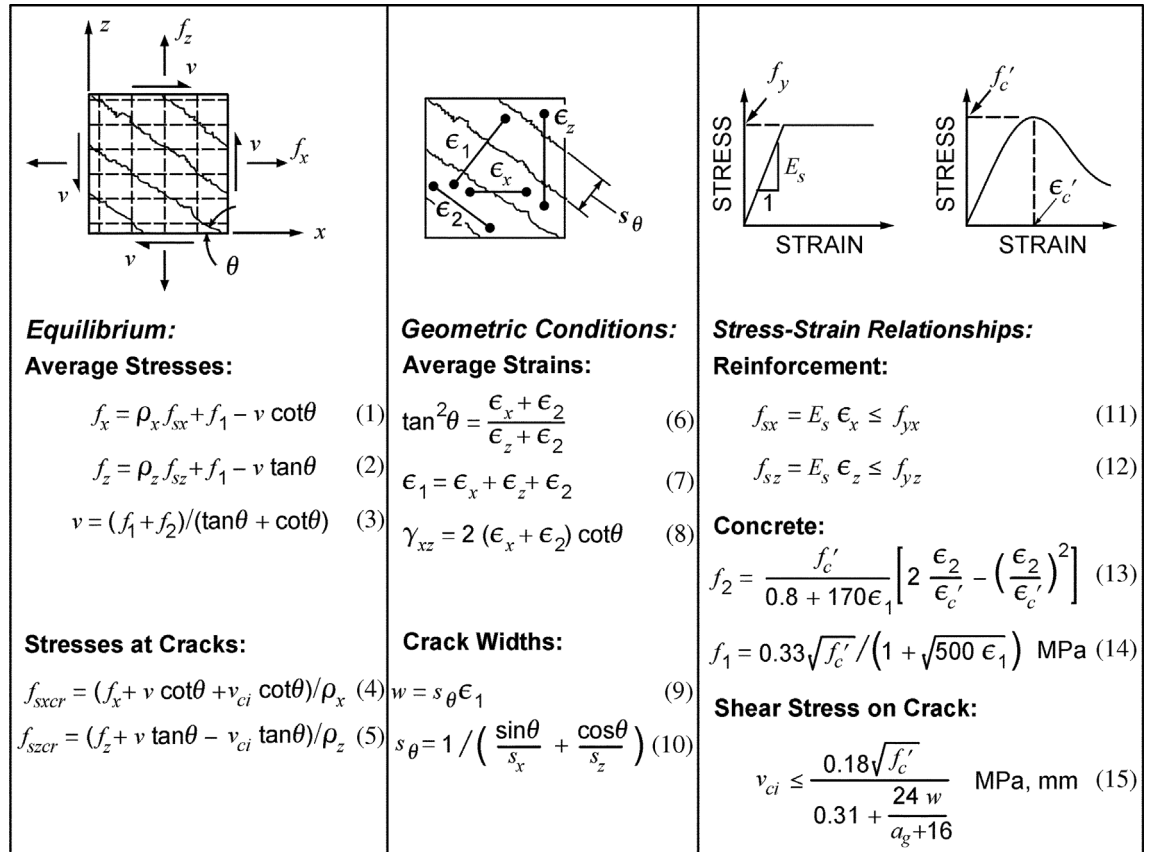 z
f_z
v
v
f_x
v
x
v
θ
Equilibrium:
Average Stresses:
f_x = ρ_x f_sx + f_1 − v cotθ (1)
f_z = ρ_z f_sz + f_1 − v tanθ (2)
v = (f_1 + f_2)/(tanθ + cotθ) (3)
Stresses at Cracks:
f_sxcr = (f_x + v cotθ + v_ci cotθ)/ρ_x (4)
f_szcr = (f_z + v tanθ − v_ci tanθ)/ρ_z (5)
ϵ_1
ϵ_z
ϵ_x
ϵ_2
s_θ
Geometric Conditions:
Average Strains:
tan²θ = (ϵ_x + ϵ_2)/(ϵ_z + ϵ_2) (6)
ϵ_1 = ϵ_x + ϵ_z + ϵ_2 (7)
γ_xz = 2 (ϵ_x + ϵ_2) cotθ (8)
Crack Widths:
w = s_θ ϵ_1 (9)
s_θ = 1 / ( sinθ/s_x + cosθ/s_z ) (10)
f_y
STRESS
E_s
1
STRAIN
f_c′
STRESS
ϵ_c′
STRAIN
Stress-Strain Relationships:
Reinforcement:
f_sx = E_s ϵ_x ≤ f_yx (11)
f_sz = E_s ϵ_z ≤ f_yz (12)
Concrete:
f_2 = f_c′/(0.8 + 170ϵ_1) [2 ϵ_2/ϵ_c′ − (ϵ_2/ϵ_c′)²] (13)
f_1 = 0.33√f_c′ / (1 + √500 ϵ_1) MPa (14)
Shear Stress on Crack:
v_ci ≤ 0.18√f_c′ / (0.31 + 24 w/(a_g+16)) MPa, mm (15)